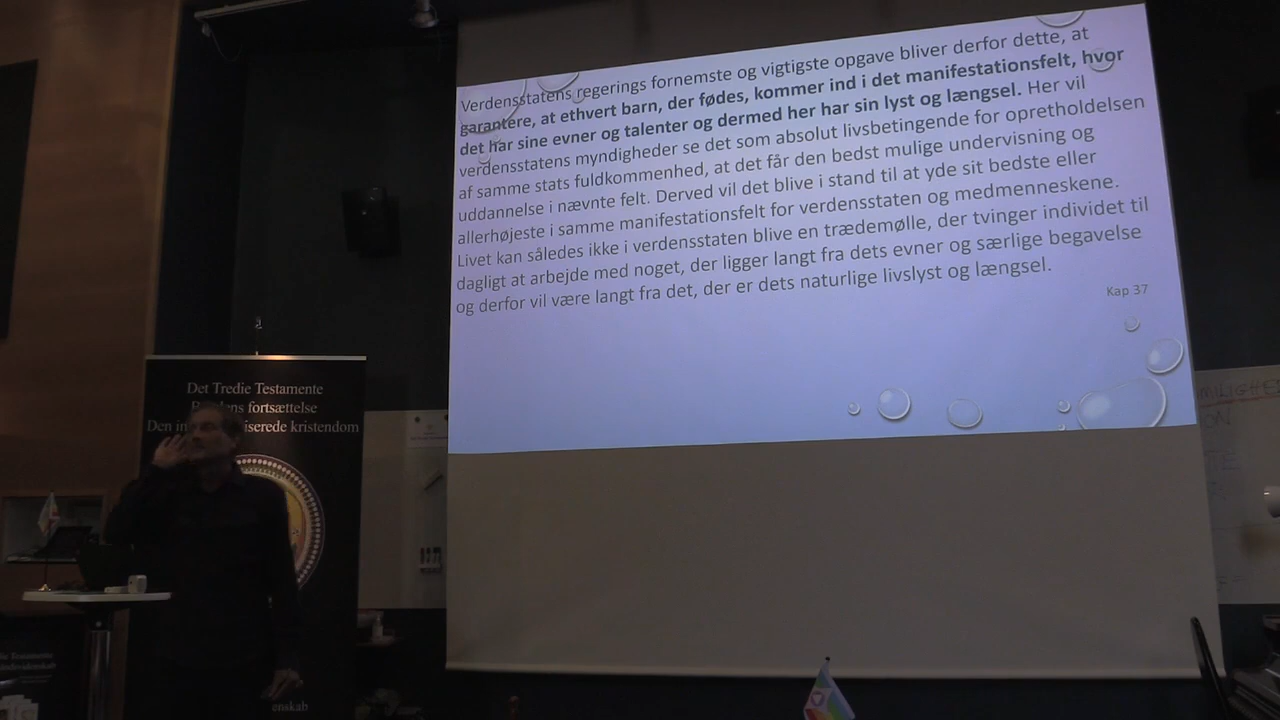 Verdensstatens regerings fornemste og vigtigste opgave bliver derfor dette, at
garantere, at ethvert barn, der fødes, kommer ind i det manifestationsfelt, hvor
det har sine evner og talenter og dermed her har sin lyst og længsel. Her vil
verdensstatens myndigheder se det som absolut livsbetingende for opretholdelsen
af samme stats fuldkommenhed, at det får den bedst mulige undervisning og
uddannelse i nævnte felt. Derved vil det blive i stand til at yde sit bedste eller
allerhøjeste i samme manifestationsfelt for verdensstaten og medmenneskene.
Livet kan således ikke i verdensstaten blive en trædemølle, der tvinger individet til
dagligt at arbejde med noget, der ligger langt fra dets evner og særlige begavelse
og derfor vil være langt fra det, der er dets naturlige livslyst og længsel.
Kap 37
Det Tredie Testamente
fortsættelse
Den kristendom
Testamente